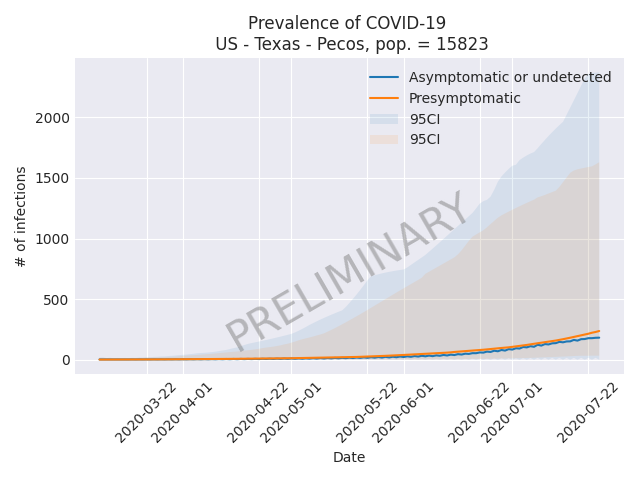 Prevalence of COVID-19
US - Texas - Pecos, pop. = 15823
Asymptomatic or undetected
Presymptomatic
95CI
95CI
PRELIMINARY
# of infections
2000
1500
1000
500
0
2020-03-22
2020-04-01
2020-04-22
2020-05-01
2020-05-22
2020-06-01
2020-06-22
2020-07-01
2020-07-22
Date